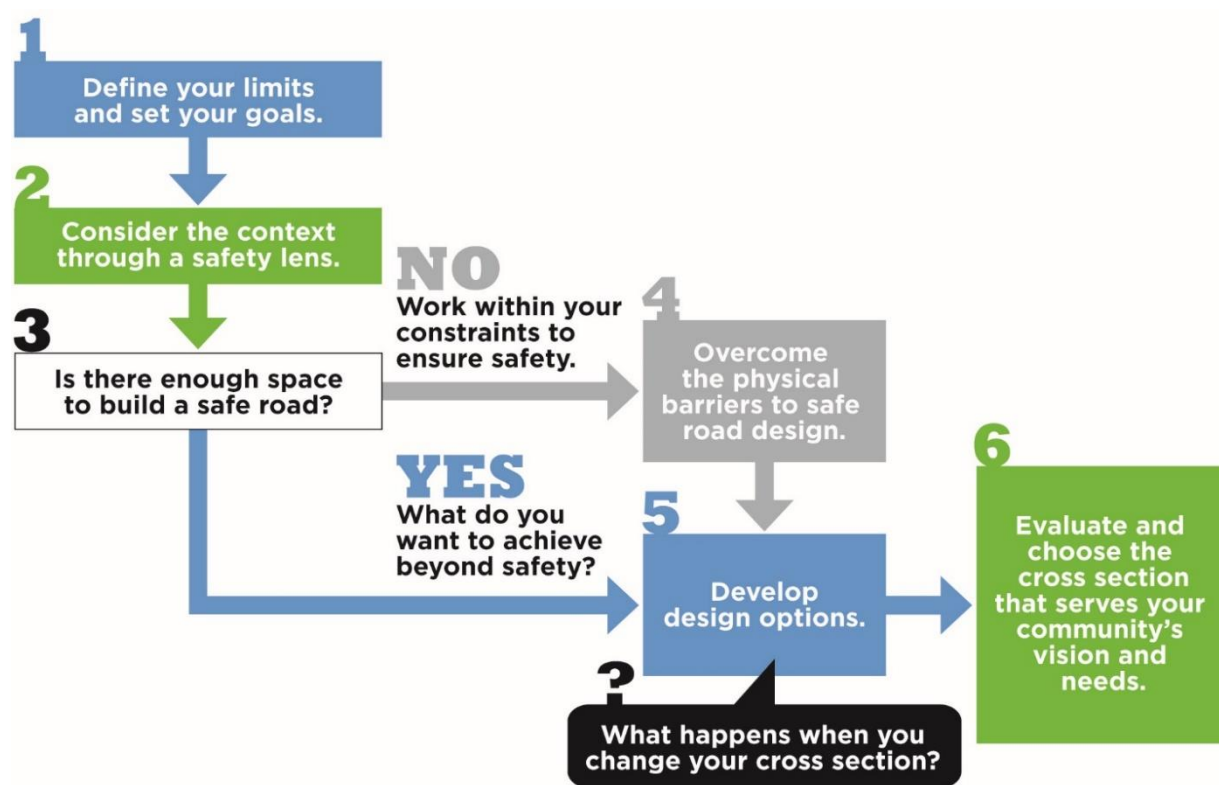 1
Define your limits
and set your goals.
2
Consider the context
through a safety lens.
3
Is there enough space
to build a safe road?
NO
Work within your
constraints to
ensure safety.
4
Overcome
the physical
barriers to safe
road design.
YES
What do you
want to achieve
beyond safety?
5
Develop
design options.
?
What happens when you
change your cross section?
6
Evaluate and
choose the
cross section
that serves your
community’s
vision and
needs.